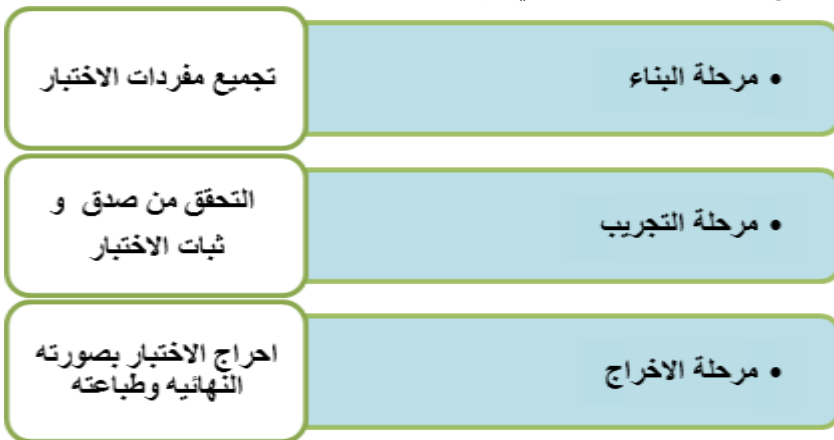 • مرحلة البناء
تجميع مفردات الاختبار
• مرحلة التجريب
التحقق من صدق و
ثبات الاختبار
• مرحلة الاخراج
احراج الاختبار بصورته
النهائيه وطباعته